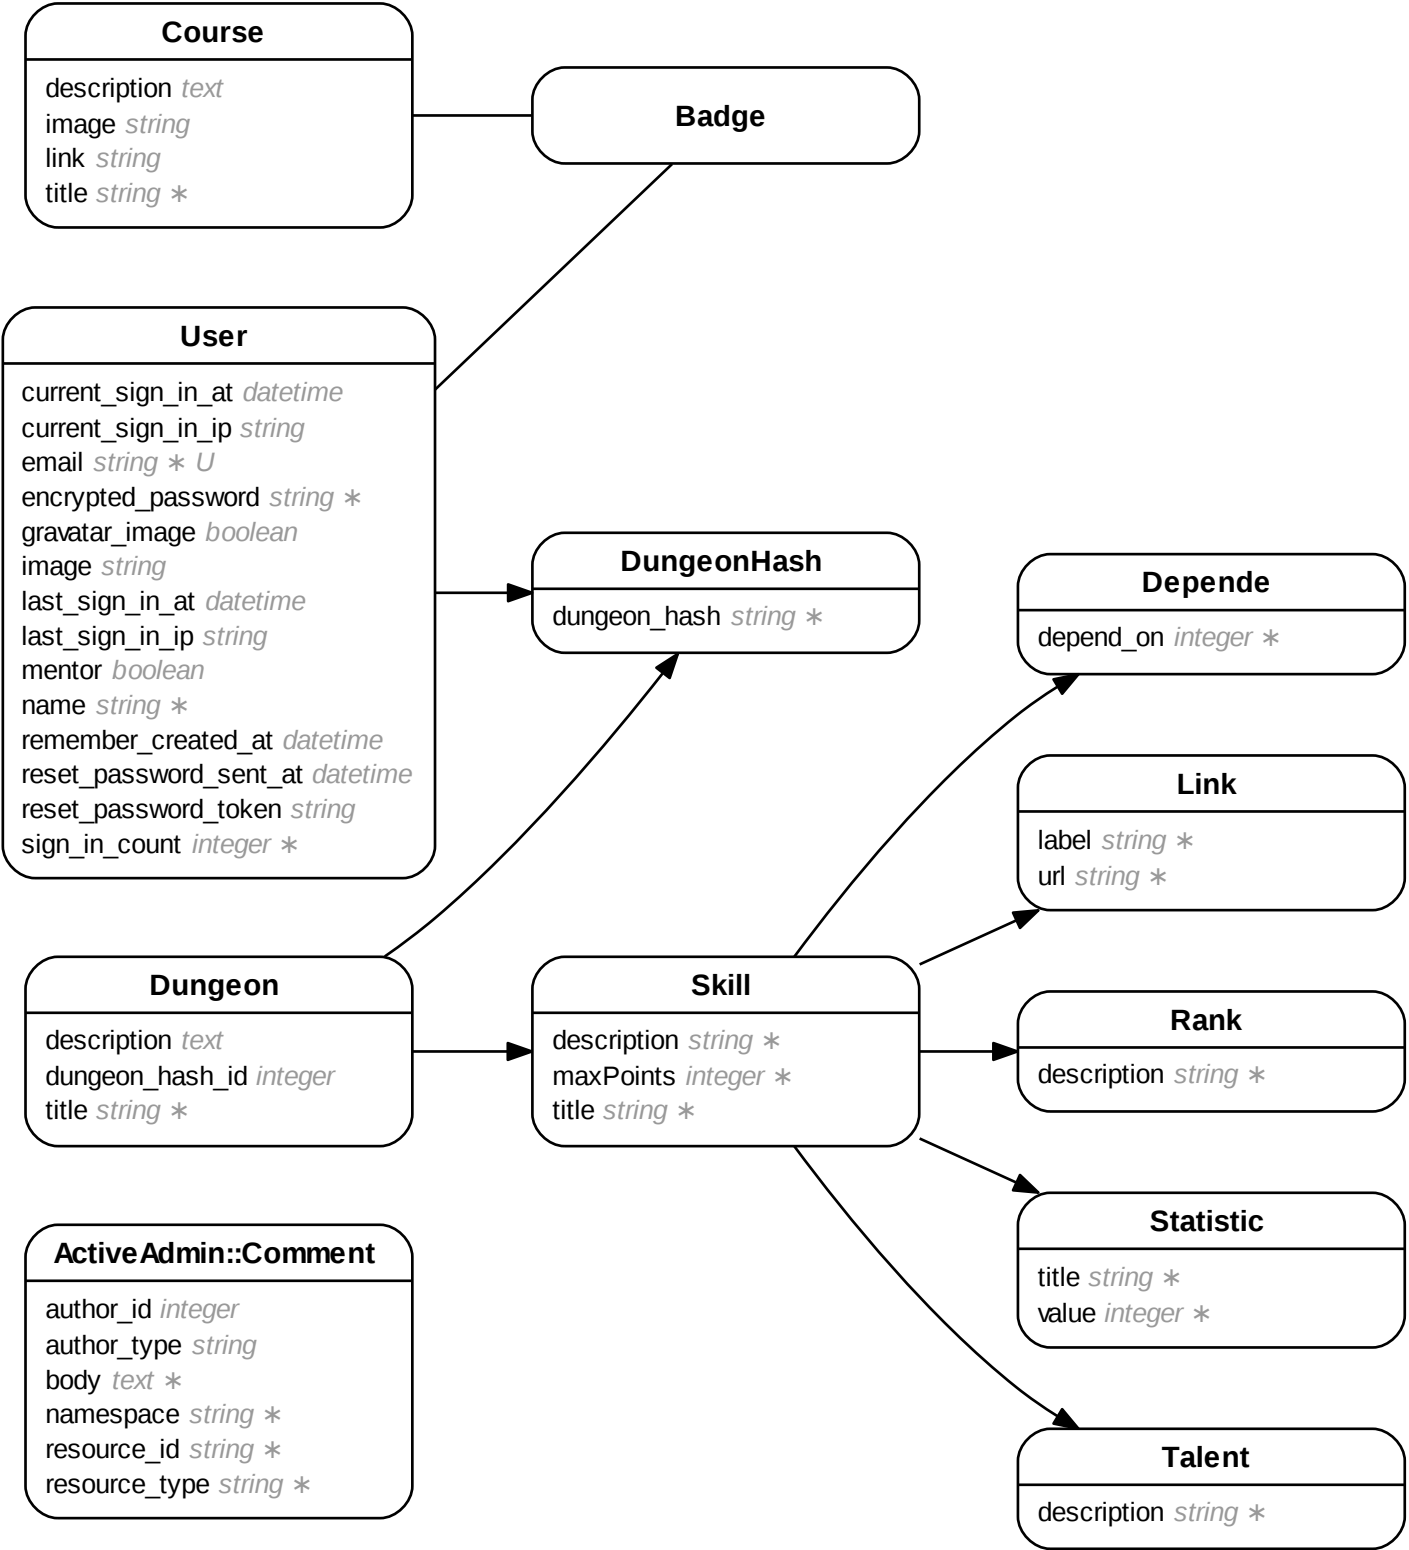 Course
description text
image string
link string
title string ∗
Badge
User
current_sign_in_at datetime
current_sign_in_ip string
email string ∗ U
encrypted_password string ∗
gravatar_image boolean
image string
last_sign_in_at datetime
last_sign_in_ip string
mentor boolean
name string ∗
remember_created_at datetime
reset_password_sent_at datetime
reset_password_token string
sign_in_count integer ∗
DungeonHash
dungeon_hash string ∗
Depende
depend_on integer ∗
Link
label string ∗
url string ∗
Dungeon
description text
dungeon_hash_id integer
title string ∗
Skill
description string ∗
maxPoints integer ∗
title string ∗
Rank
description string ∗
Statistic
title string ∗
value integer ∗
ActiveAdmin::Comment
author_id integer
author_type string
body text ∗
namespace string ∗
resource_id string ∗
resource_type string ∗
Talent
description string ∗